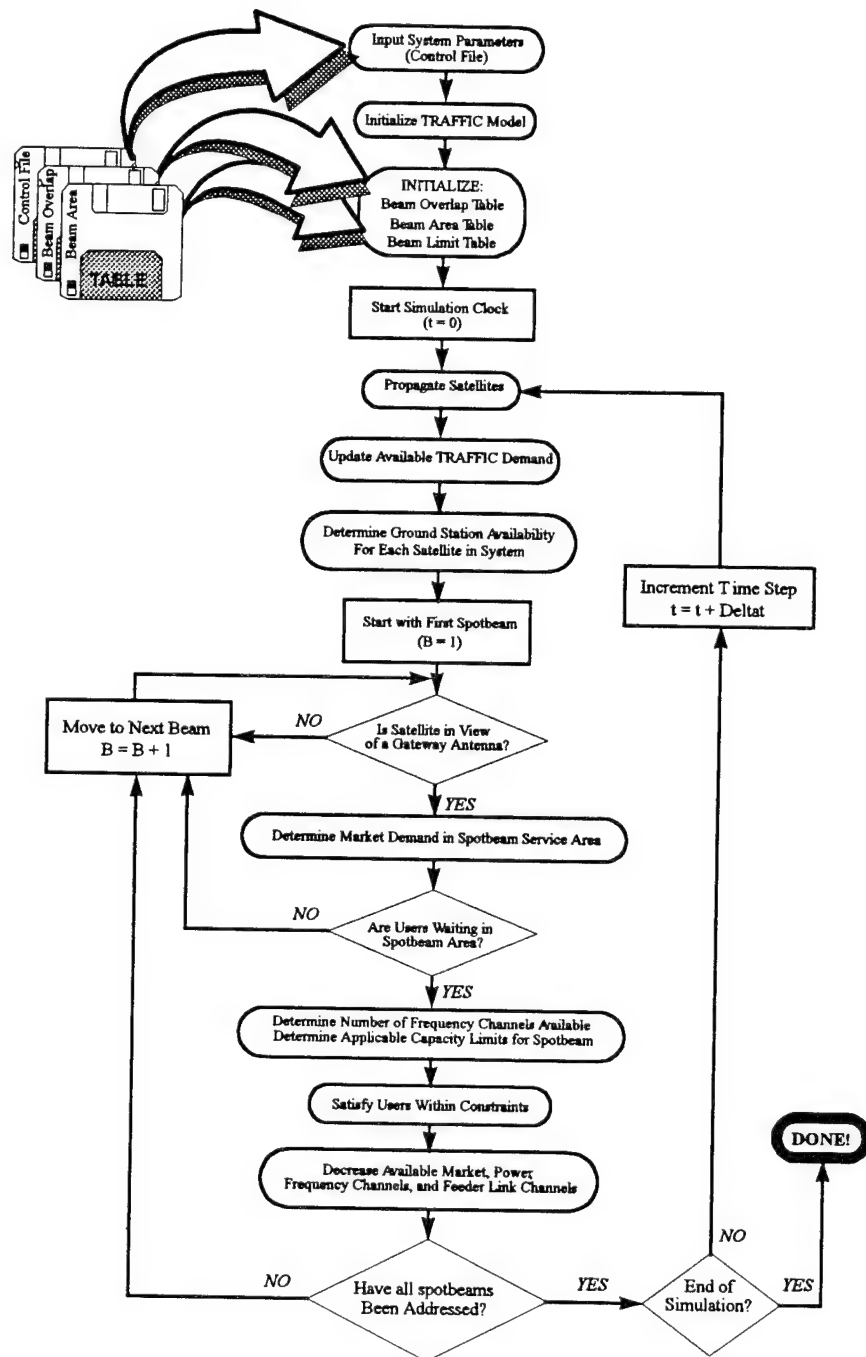 Input System Parameters
(Control File)
Initialize TRAFFIC Model
Control File
Beam Overlap
Beam Area
TABLE
INITIALIZE:
Beam Overlap Table
Beam Area Table
Beam Limit Table
Start Simulation Clock
(t = 0)
Propagate Satellites
Update Available TRAFFIC Demand
Determine Ground Station Availability
For Each Satellite in System
Increment Time Step
t = t + Deltat
Start with First Spotbeam
(B = 1)
Move to Next Beam
B = B + 1
NO
Is Satellite in View
of a Gateway Antenna?
YES
Determine Market Demand in Spotbeam Service Area
NO
Are Users Waiting in
Spotbeam Area?
YES
Determine Number of Frequency Channels Available
Determine Applicable Capacity Limits for Spotbeam
Satisfy Users Within Constraints
DONE!
Decrease Available Market, Power,
Frequency Channels, and Feeder Link Channels
NO
Have all spotbeams
Been Addressed?
YES
NO
End of
Simulation?
YES